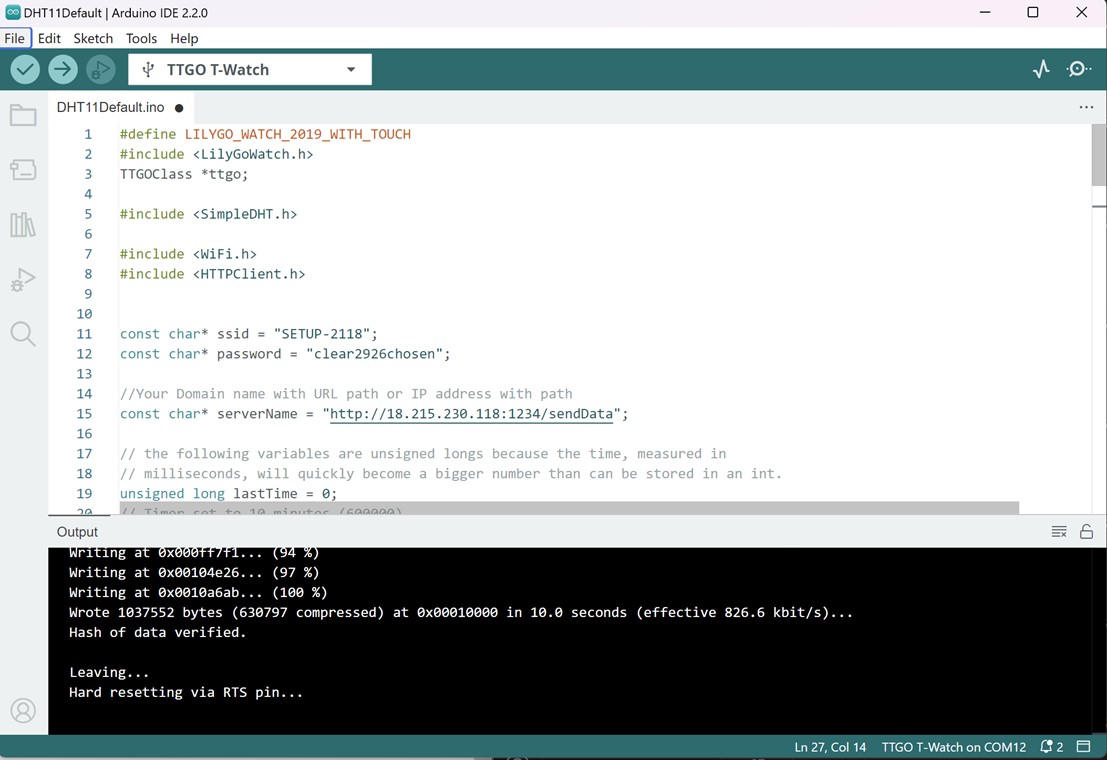 DHT11Default | Arduino IDE 2.2.0
File Edit Sketch Tools Help
TTGO T-Watch
DHT11Default.ino
1 #define LILYGO_WATCH_2019_WITH_TOUCH
2 #include <LilyGoWatch.h>
3 TTGOClass *ttgo;
4
5 #include <SimpleDHT.h>
6
7 #include <WiFi.h>
8 #include <HTTPClient.h>
9
10
11 const char* ssid = "SETUP-2118";
12 const char* password = "clear2926chosen";
13
14 //Your Domain name with URL path or IP address with path
15 const char* serverName = "http://18.215.230.118:1234/sendData";
16
17 // the following variables are unsigned longs because the time, measured in
18 // milliseconds, will quickly become a bigger number than can be stored in an int.
19 unsigned long lastTime = 0;
20 // Timer set to 10 minutes (600000)
Output
Writing at 0x000ff7f1... (94 %)
Writing at 0x00104e26... (97 %)
Writing at 0x0010a6ab... (100 %)
Wrote 1037552 bytes (630797 compressed) at 0x00010000 in 10.0 seconds (effective 826.6 kbit/s)...
Hash of data verified.
Leaving...
Hard resetting via RTS pin...
Ln 27, Col 14 TTGO T-Watch on COM12 2